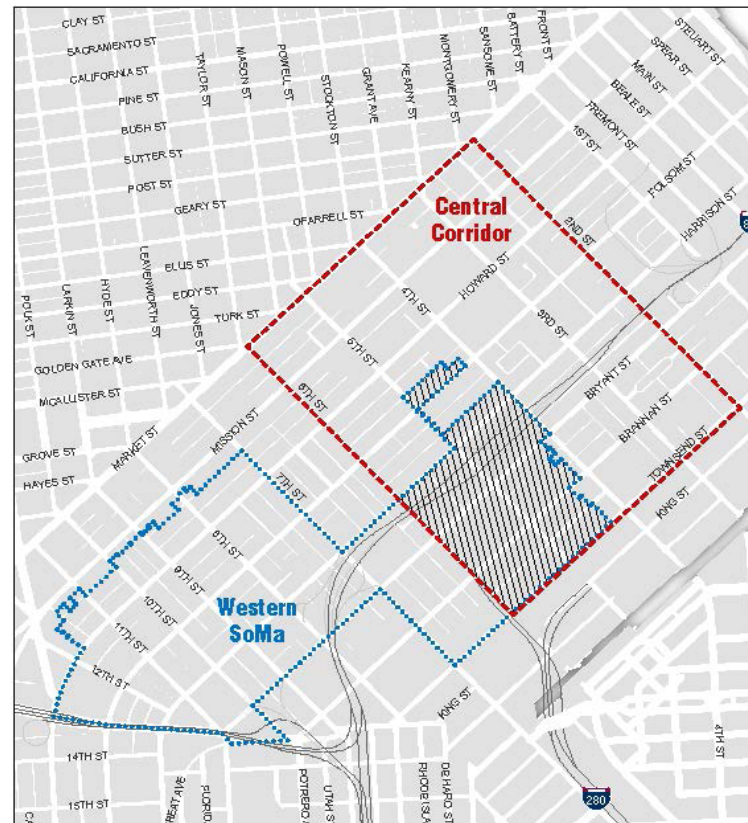 CLAY ST
SACRAMENTO ST
CALIFORNIA ST
PINE ST
BUSH ST
SUTTER ST
POST ST
GEARY ST
OFARRELL ST
ELLIS ST
EDDY ST
TURK ST
GOLDEN GATE AVE
MCALLISTER ST
GROVE ST
HAYES ST
POLK ST
LARKIN ST
HYDE ST
LEAVENWORTH ST
JONES ST
TAYLOR ST
MASON ST
POWELL ST
STOCKTON ST
GRANT AVE
KEARNY ST
MONTGOMERY ST
SANSOME ST
BATTERY ST
FRONT ST
STEUART ST
SPEAR ST
MAIN ST
BEALE ST
FREMONT ST
1ST ST
FOLSOM ST
HARRISON ST
Central
Corridor
2ND ST
HOWARD ST
4TH ST
3RD ST
5TH ST
6TH ST
BRYANT ST
BRANNAN ST
TOWNSEND ST
KING ST
MARKET ST
MISSION ST
7TH ST
8TH ST
9TH ST
10TH ST
11TH ST
12TH ST
Western
SoMa
KING ST
14TH ST
15TH ST
UTAH ST
DE HARO ST
4TH ST
280